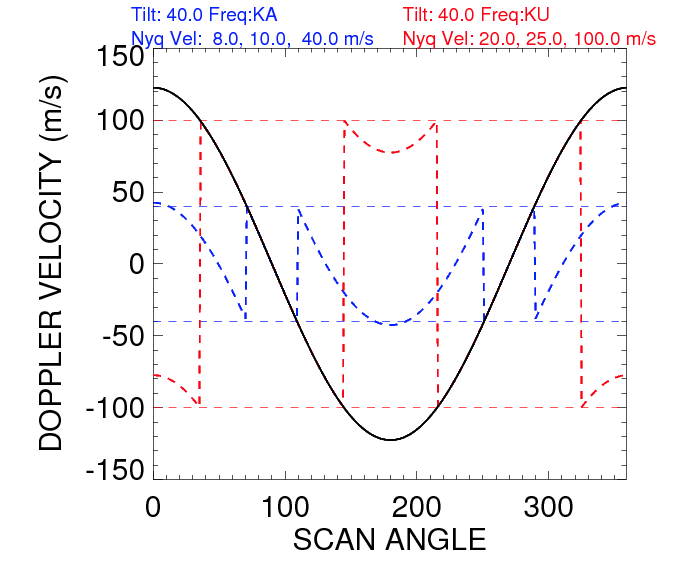 Tilt: 40.0 Freq:KA
Nyq Vel:  8.0, 10.0,  40.0 m/s
Tilt: 40.0 Freq:KU
Nyq Vel: 20.0, 25.0, 100.0 m/s
DOPPLER VELOCITY (m/s)
150
100
50
0
-50
-100
-150
0 100 200 300
SCAN ANGLE